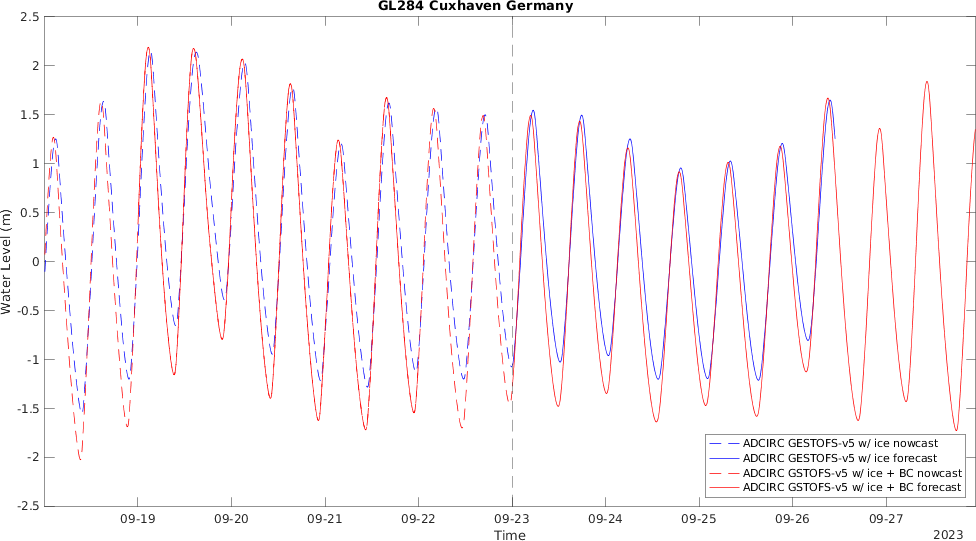 GL284 Cuxhaven Germany
2.5
2
1.5
1
0.5
0
-0.5
-1
-1.5
-2
-2.5
Water Level (m)
09-19 09-20 09-21 09-22 09-23 09-24 09-25 09-26 09-27
Time
2023
ADCIRC GESTOFS-v5 w/ ice nowcast
ADCIRC GESTOFS-v5 w/ ice forecast
ADCIRC GSTOFS-v5 w/ ice + BC nowcast
ADCIRC GSTOFS-v5 w/ ice + BC forecast